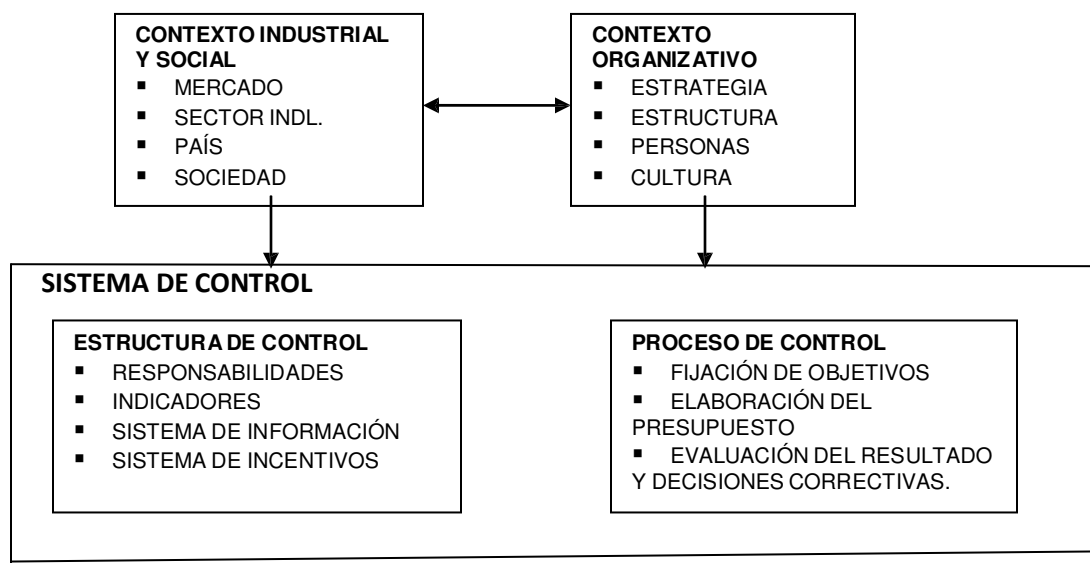 CONTEXTO INDUSTRIAL
Y SOCIAL
▪ MERCADO
▪ SECTOR INDL.
▪ PAÍS
▪ SOCIEDAD
CONTEXTO
ORGANIZATIVO
▪ ESTRATEGIA
▪ ESTRUCTURA
▪ PERSONAS
▪ CULTURA
SISTEMA DE CONTROL
ESTRUCTURA DE CONTROL
▪ RESPONSABILIDADES
▪ INDICADORES
▪ SISTEMA DE INFORMACIÓN
▪ SISTEMA DE INCENTIVOS
PROCESO DE CONTROL
▪ FIJACIÓN DE OBJETIVOS
▪ ELABORACIÓN DEL
PRESUPUESTO
▪ EVALUACIÓN DEL RESULTADO
Y DECISIONES CORRECTIVAS.